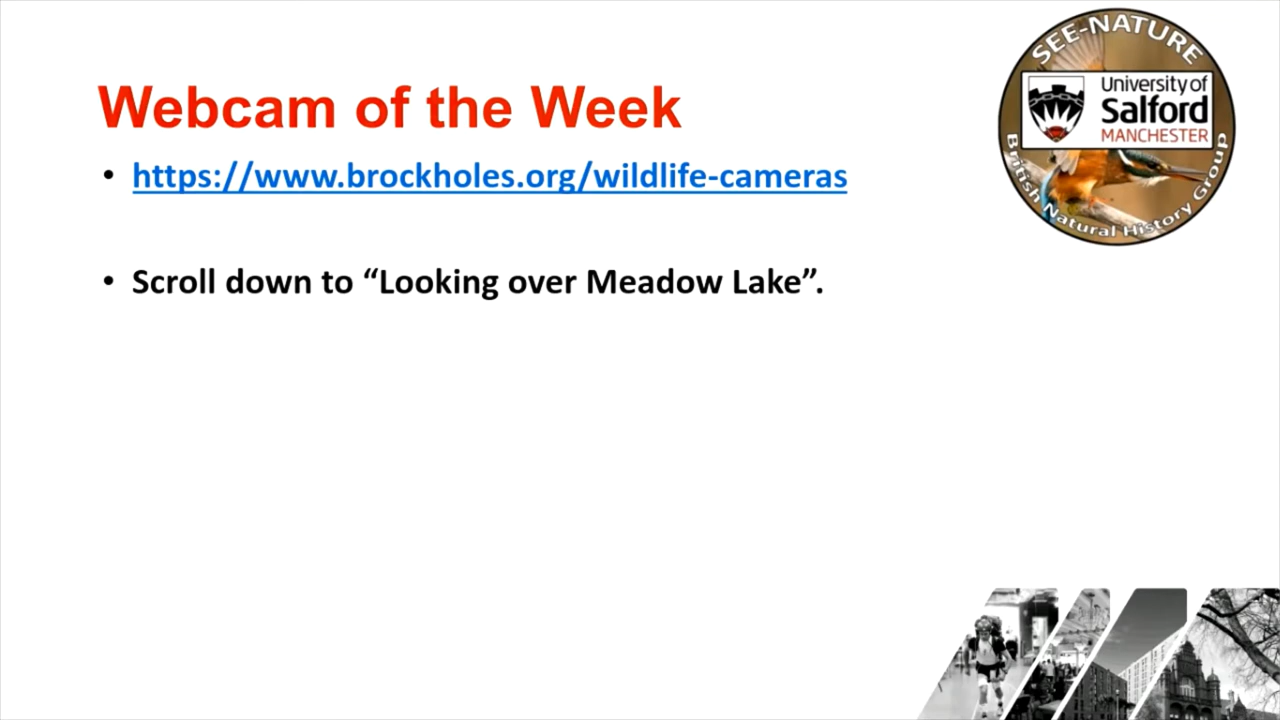 SEE-NATURE
University of
Salford
MANCHESTER
British Natural History Group
Webcam of the Week
• https://www.brockholes.org/wildlife-cameras
• Scroll down to “Looking over Meadow Lake”.